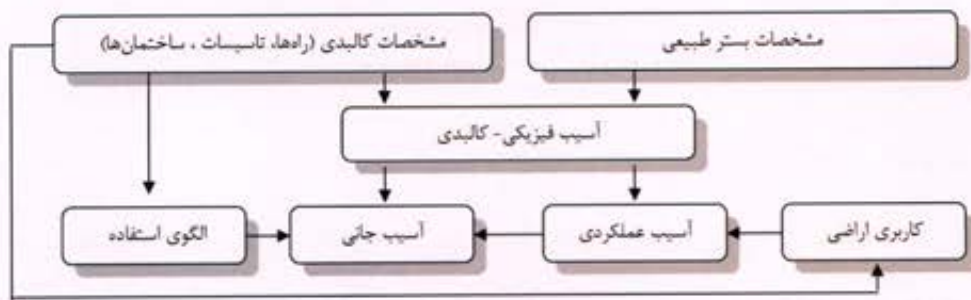 مشخصات بستر طبیعی
مشخصات کالبدی (راه‌ها، تاسیسات ، ساختمان‌ها)
آسیب فیزیکی- کالبدی
کاربری اراضی
آسیب عملکردی
آسیب جانی
الگوی استفاده